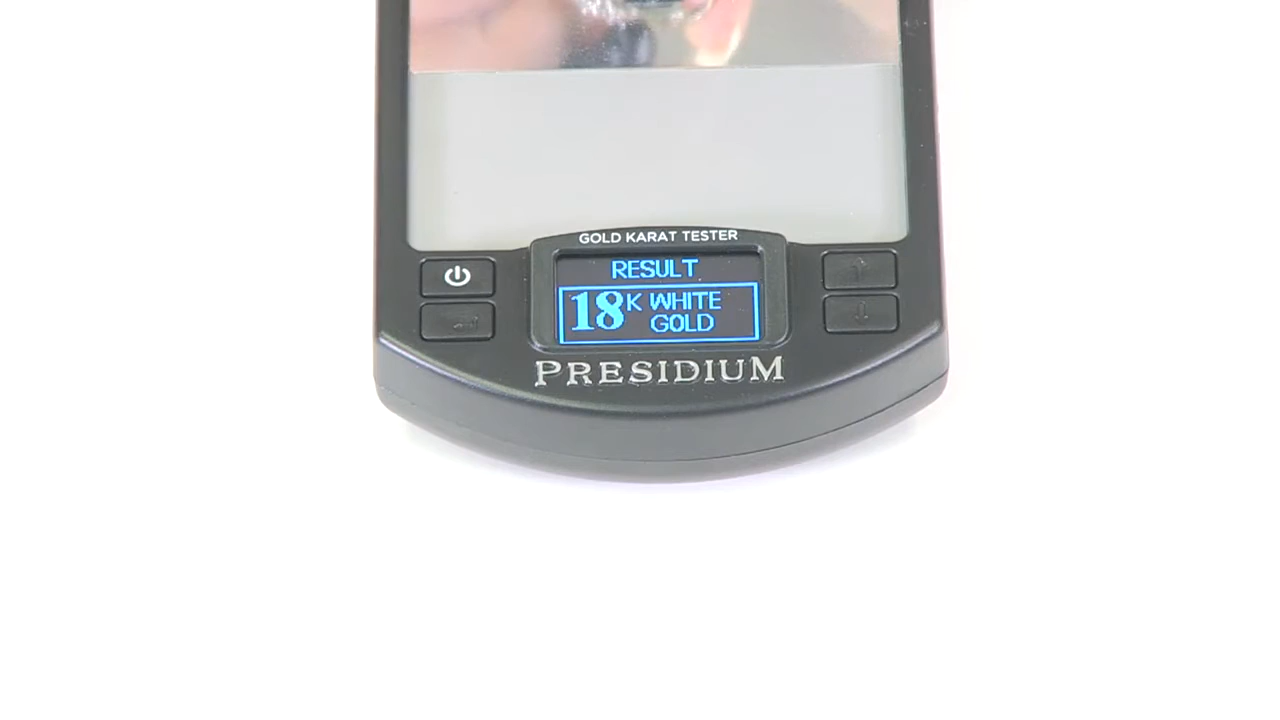 GOLD KARAT TESTER
RESULT
18K WHITE
GOLD
PRESIDIUM